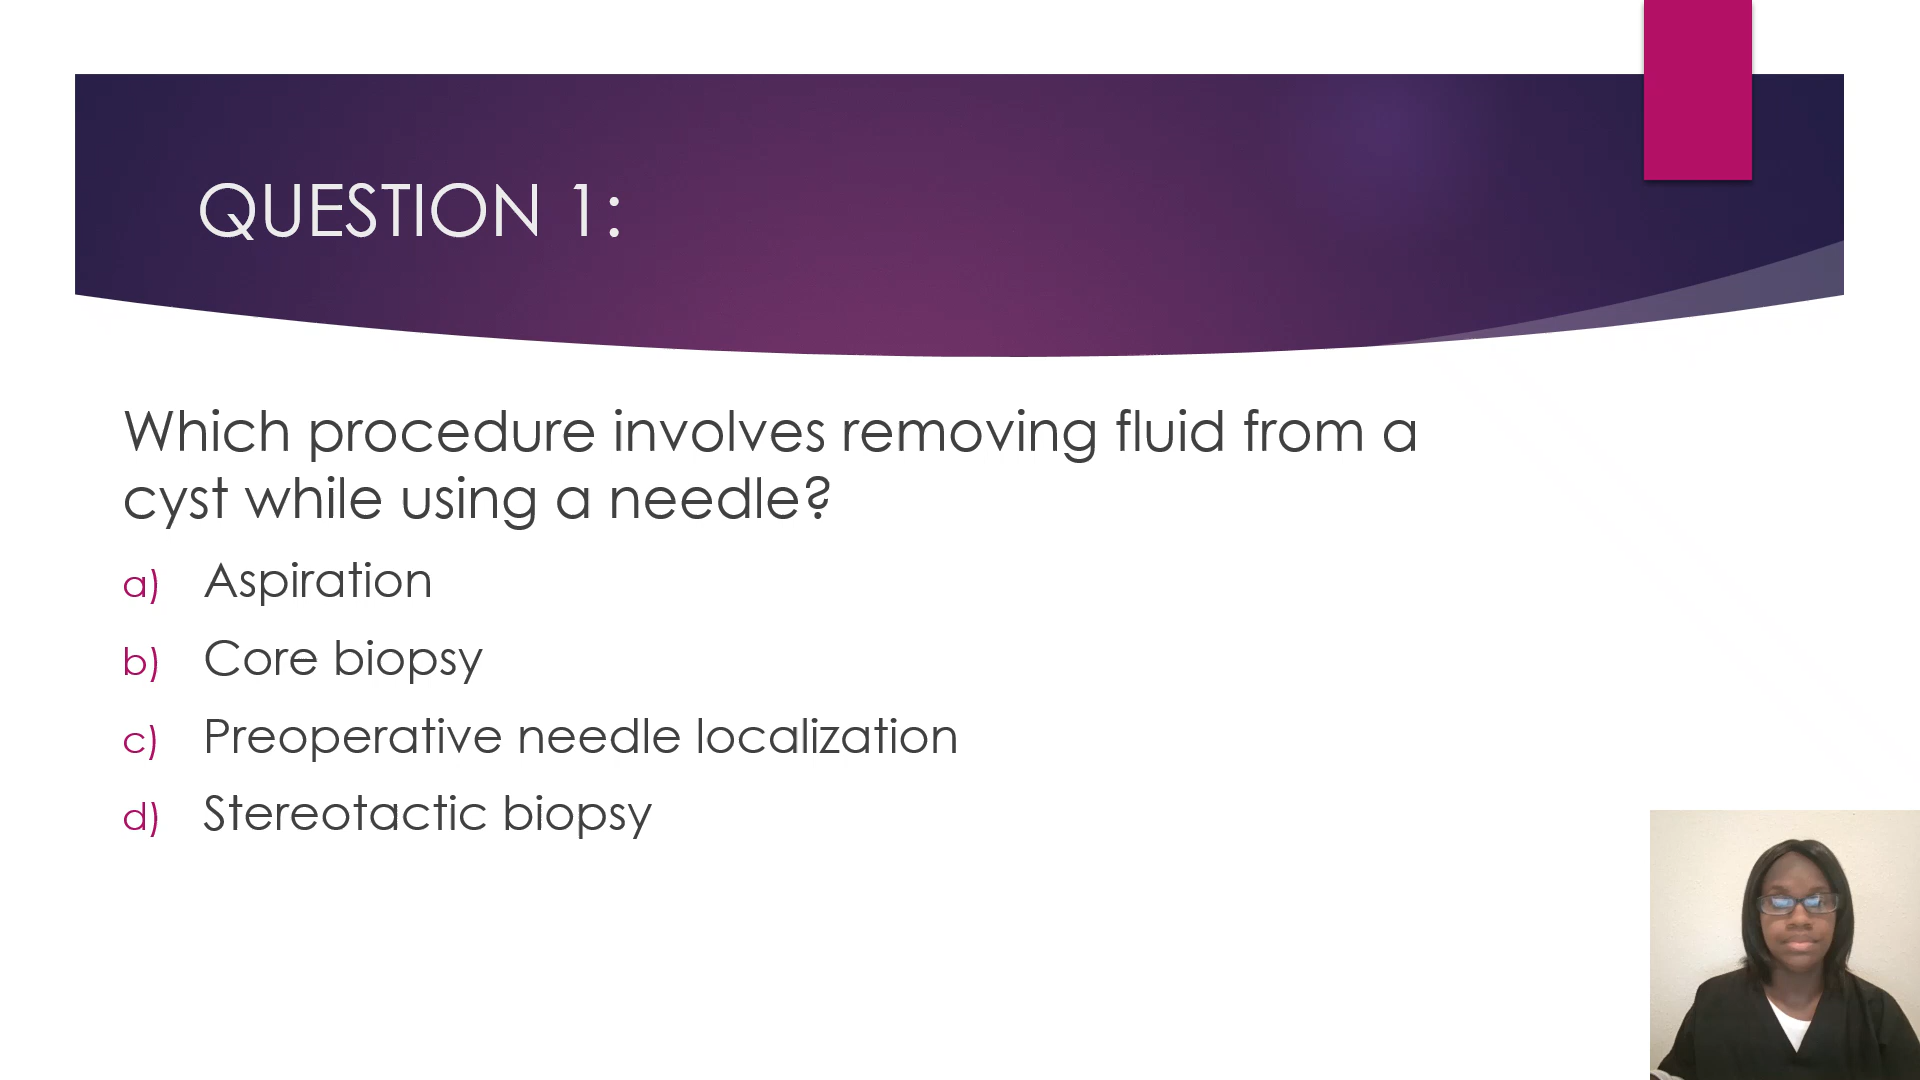 QUESTION 1:
Which procedure involves removing fluid from a
cyst while using a needle?
a) Aspiration
b) Core biopsy
c) Preoperative needle localization
d) Stereotactic biopsy